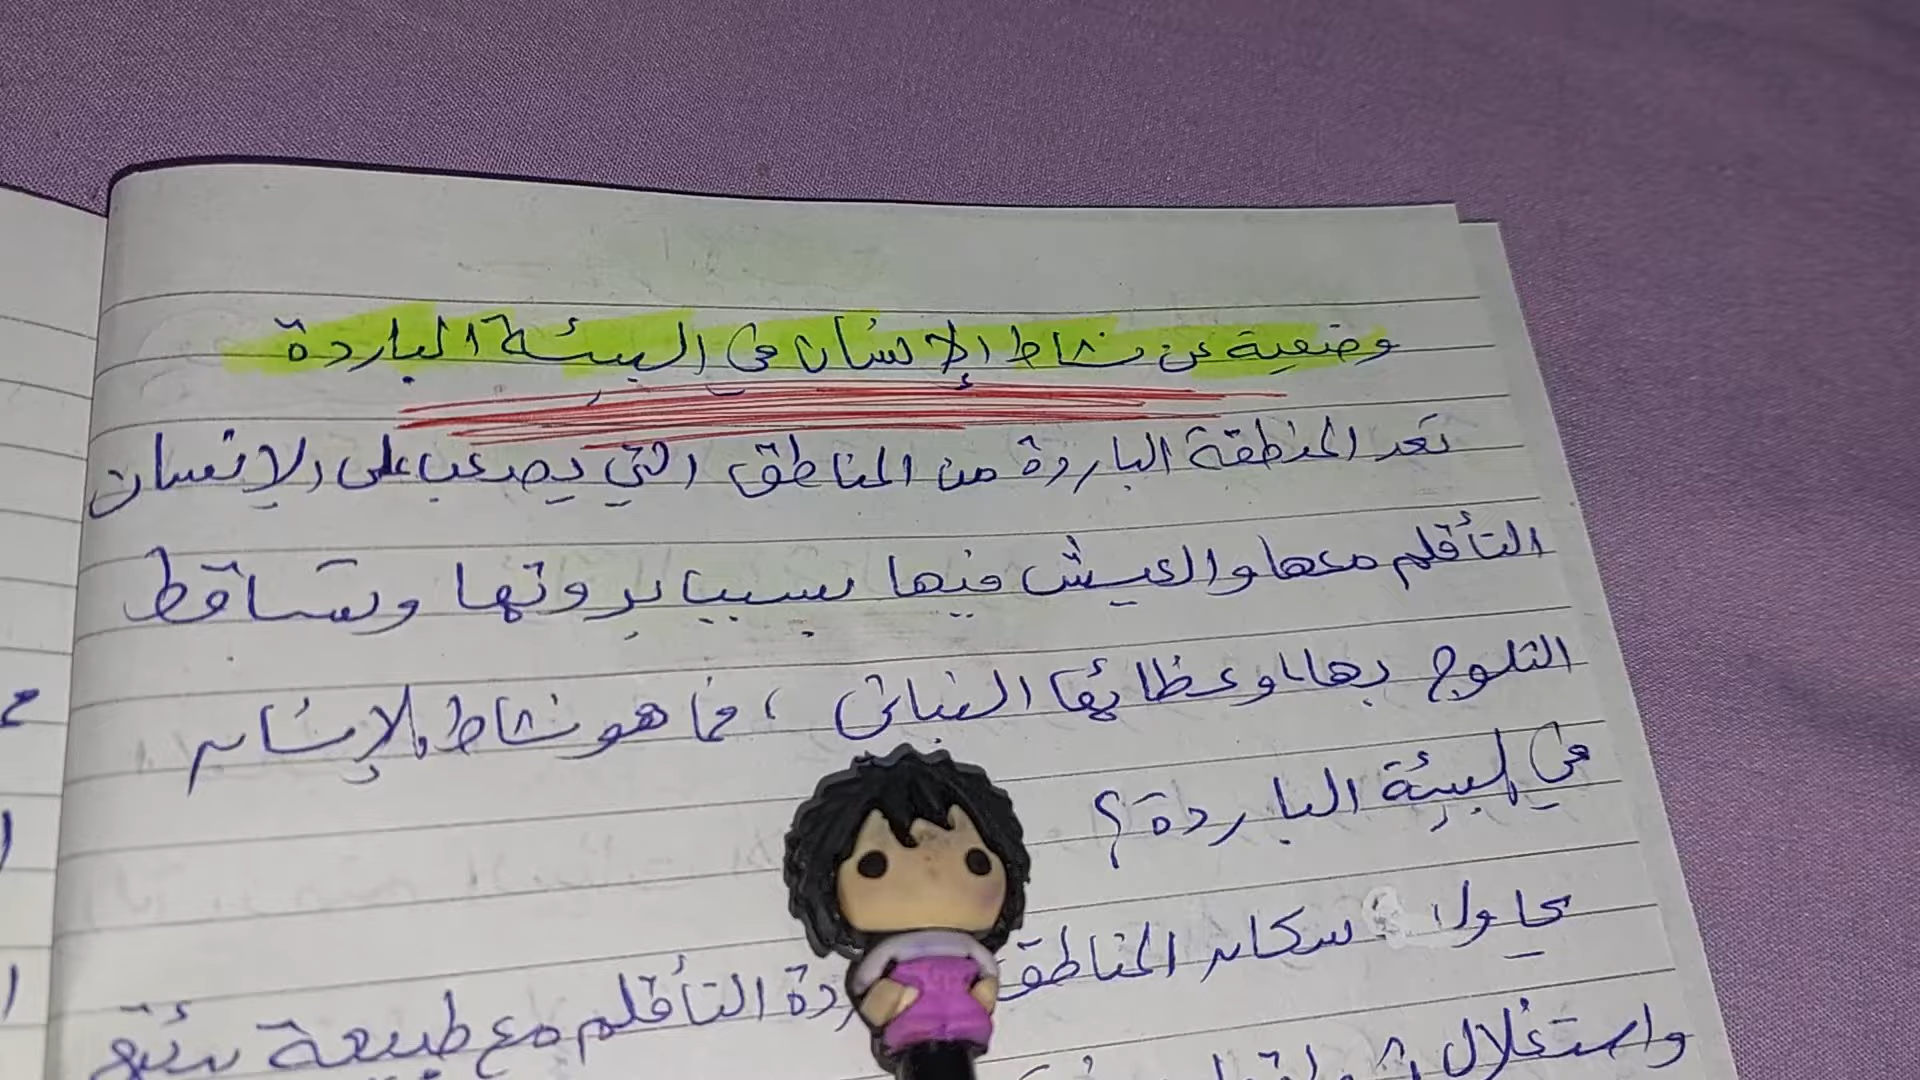 وضعية عن نشاط الإنسان في البيئة الباردة
تعد المنطقة الباردة من المناطق التي يصعب على الإنسان
التأقلم معها والعيش فيها بسبب برودتها وتساقط
الثلوج بها، وغطائها النباتي ، فما هو نشاط الإنسان
في البيئة الباردة ؟
يحاول سكان المناطق ردة التأقلم مع طبيعة
واستغلال